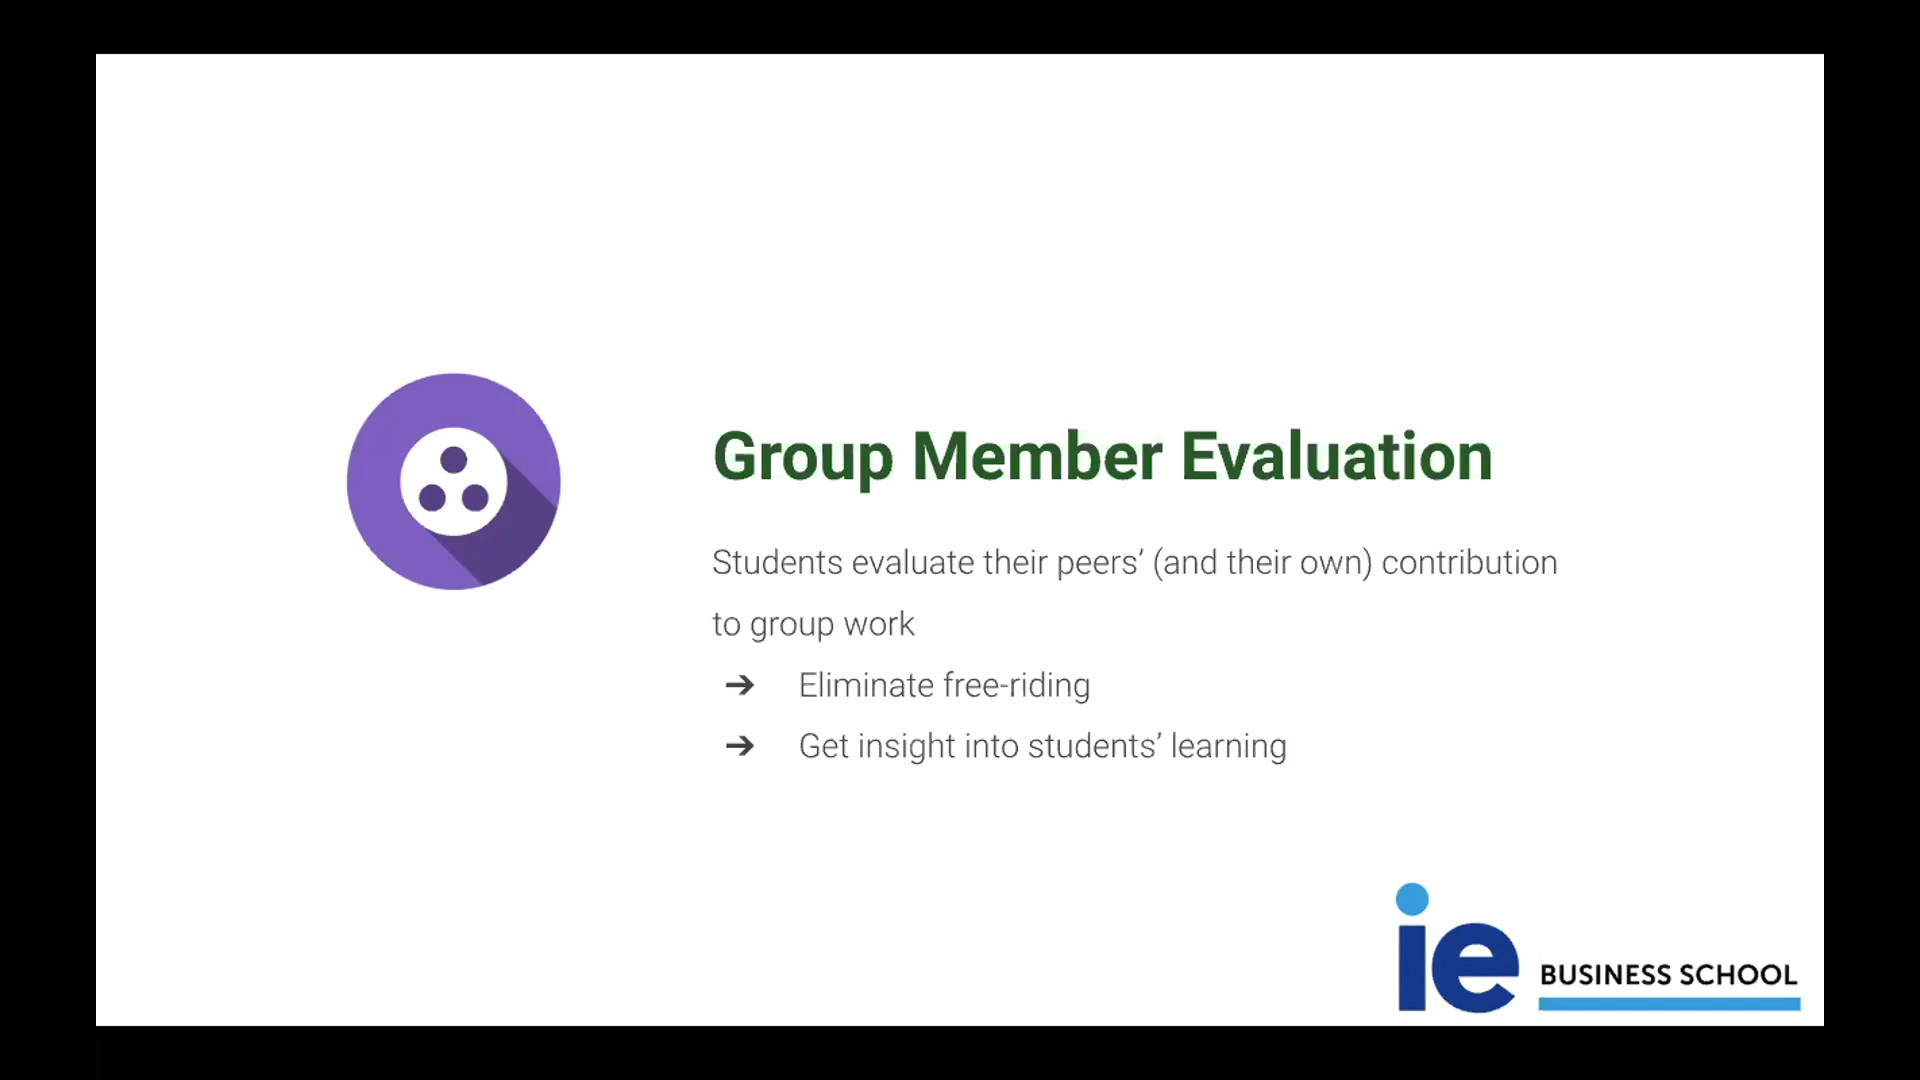 Group Member Evaluation
Students evaluate their peers’ (and their own) contribution
to group work
➔ Eliminate free-riding
➔ Get insight into students’ learning
ie BUSINESS SCHOOL